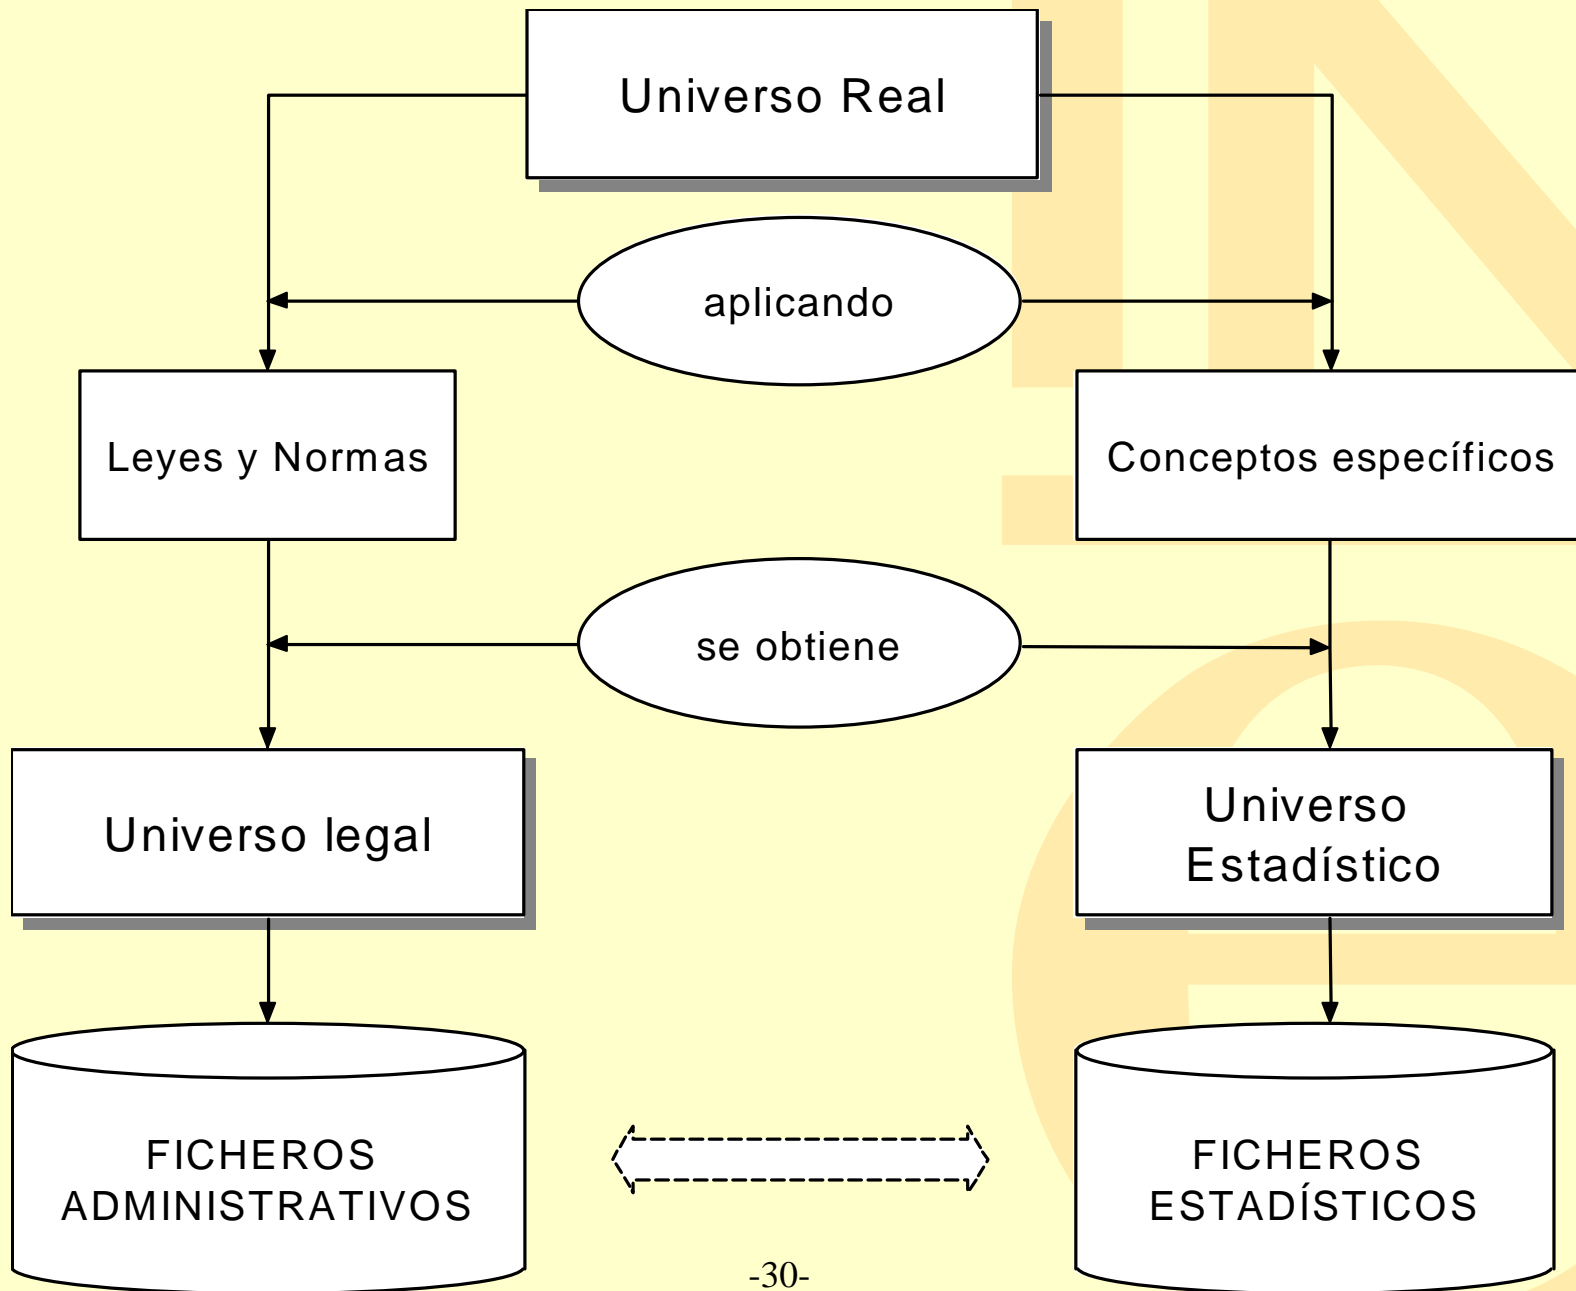 Universo Real
aplicando
Leyes y Normas
Conceptos específicos
se obtiene
Universo legal
Universo
Estadístico
FICHEROS
ADMINISTRATIVOS
FICHEROS
ESTADÍSTICOS
-30-